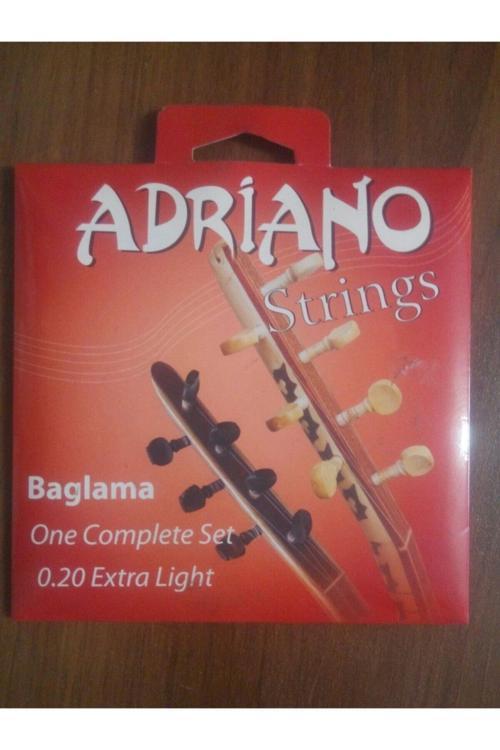 ADRiANO
Strings
Baglama
One Complete Set
0.20 Extra Light